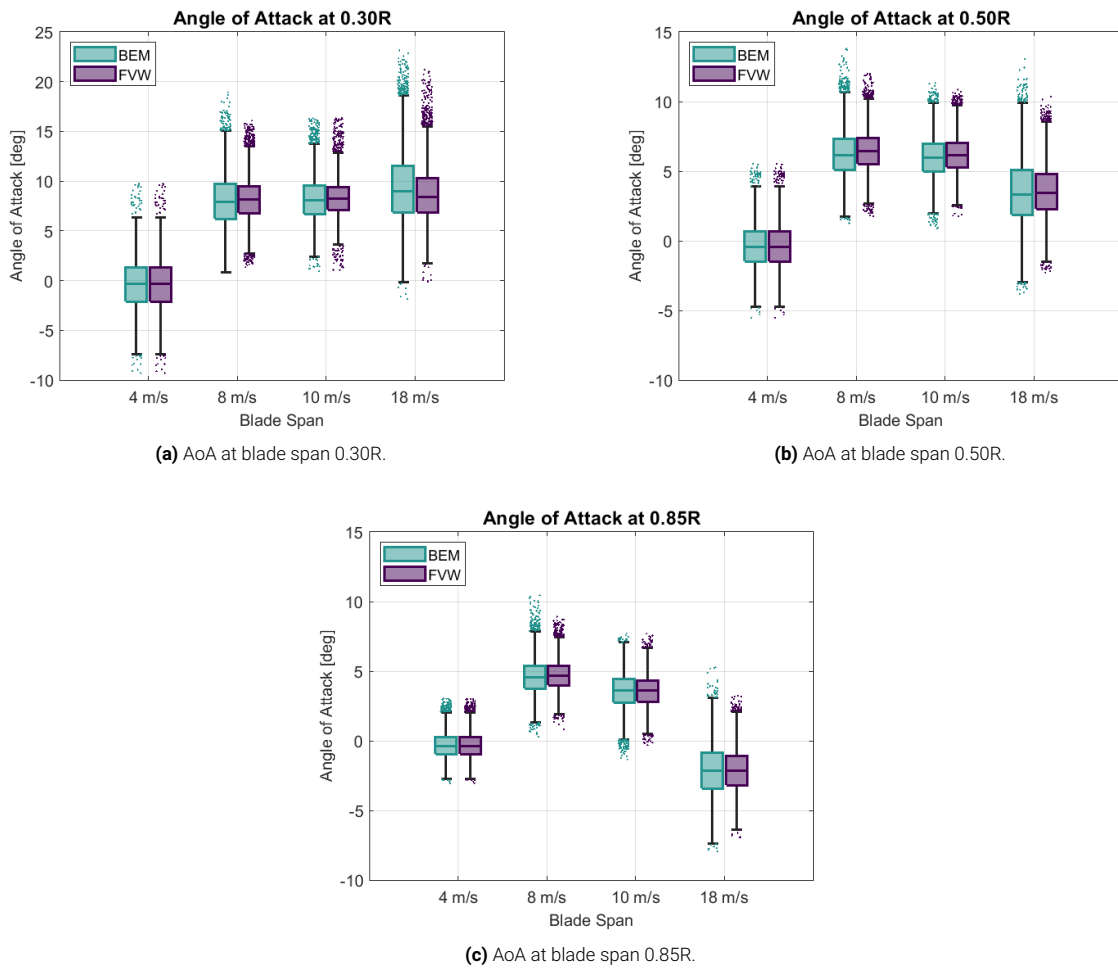 Angle of Attack at 0.30R
25
20
15
10
5
0
-5
-10
Angle of Attack [deg]
BEM
FVW
4 m/s 8 m/s 10 m/s 18 m/s
Blade Span
(a) AoA at blade span 0.30R.
Angle of Attack at 0.50R
15
10
5
0
-5
-10
Angle of Attack [deg]
BEM
FVW
4 m/s 8 m/s 10 m/s 18 m/s
Blade Span
(b) AoA at blade span 0.50R.
Angle of Attack at 0.85R
15
10
5
0
-5
-10
Angle of Attack [deg]
BEM
FVW
4 m/s 8 m/s 10 m/s 18 m/s
Blade Span
(c) AoA at blade span 0.85R.